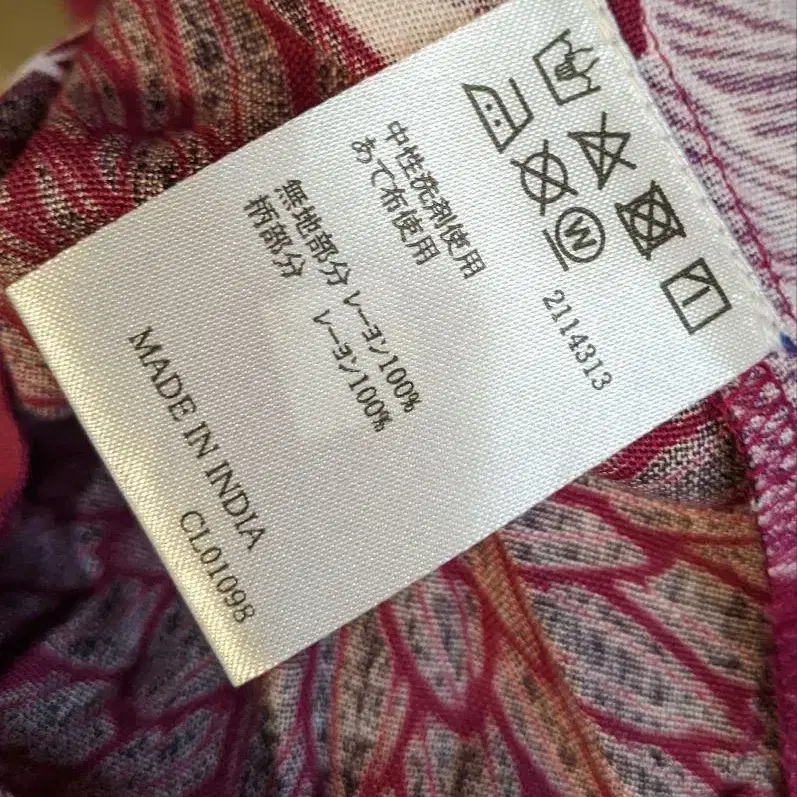 2114313
中性洗剤使用
あて布使用
無地部分 レーヨン100%
柄部分 レーヨン100%
MADE IN INDIA
CL01098